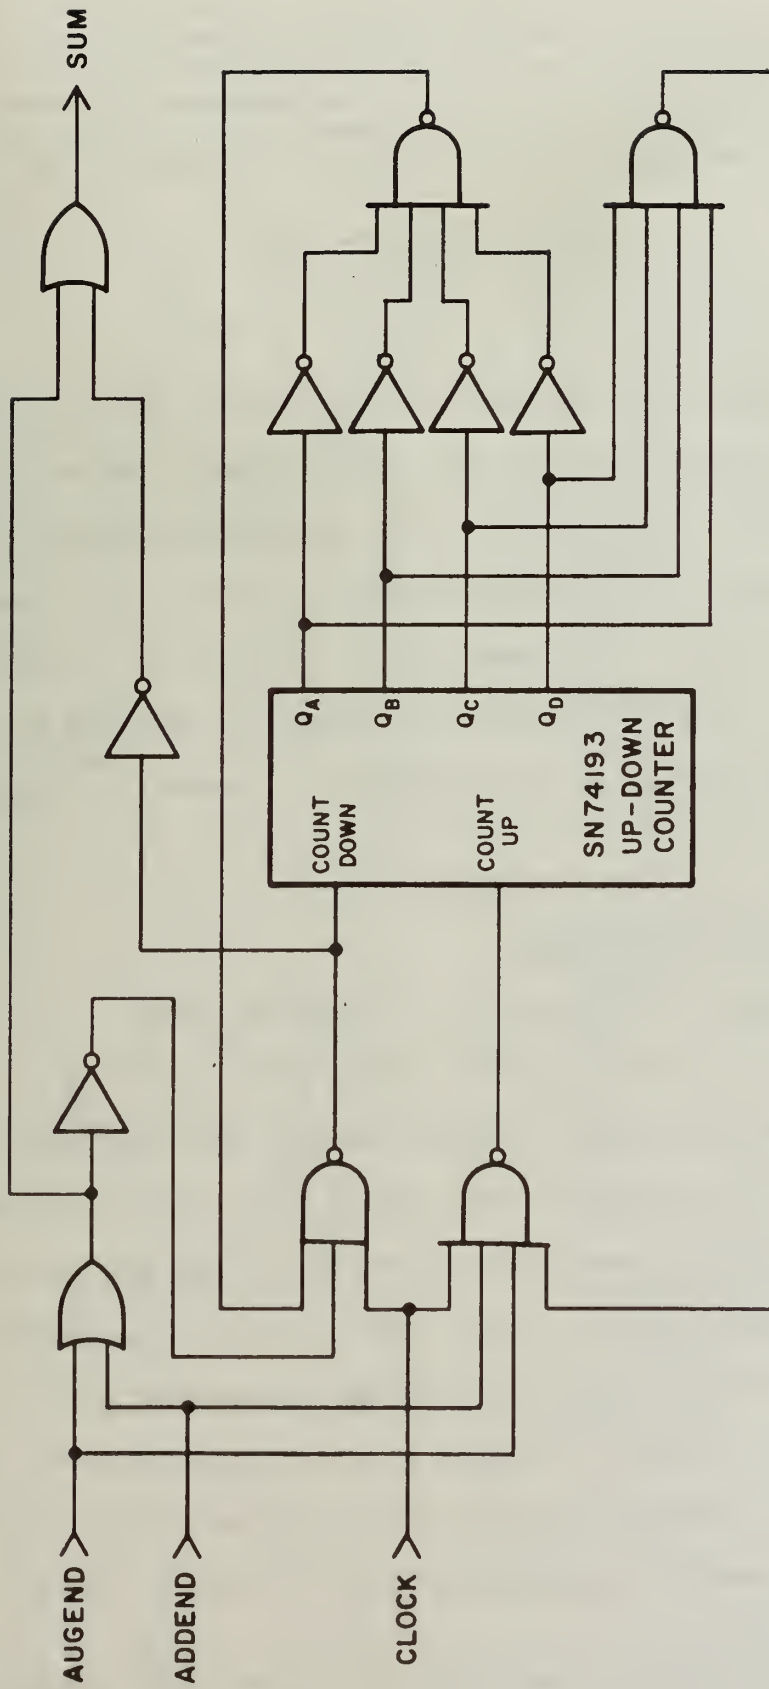 AUGEND
ADDEND
CLOCK
COUNT
DOWN
COUNT
UP
QA
QB
QC
QD
SN74193
UP-DOWN
COUNTER
SUM